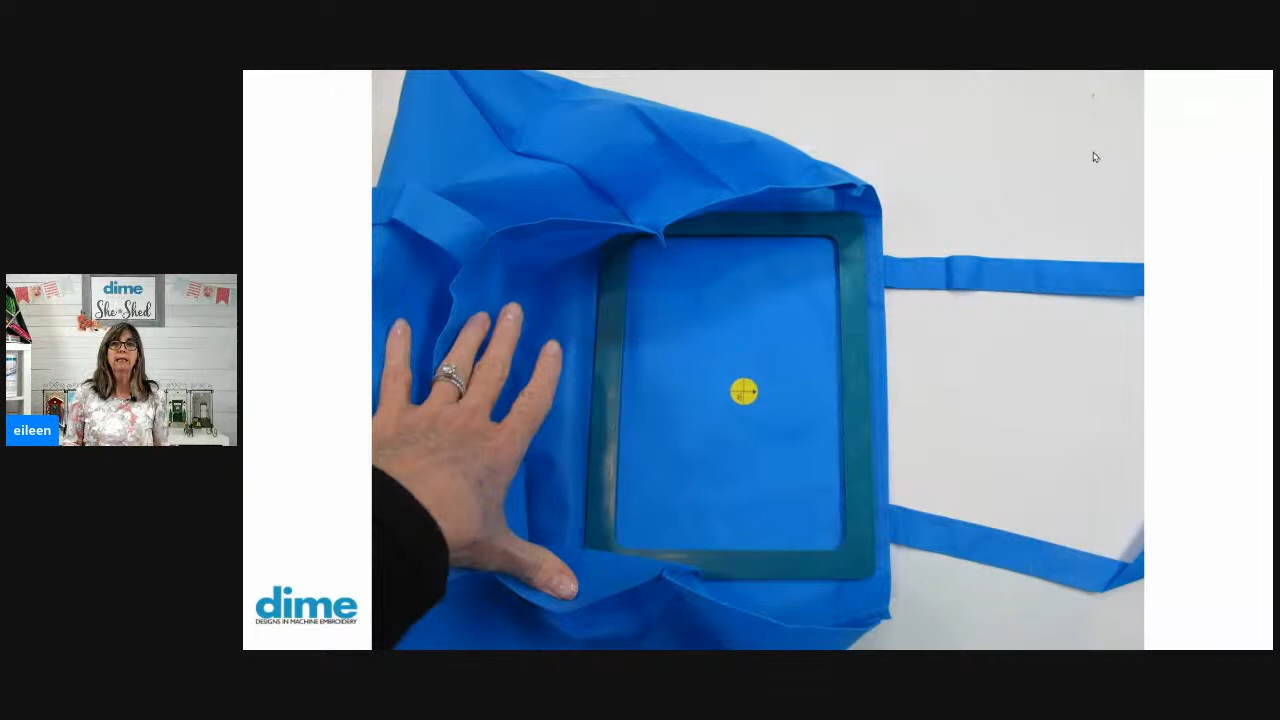 dime
She Shed
eileen
dime
DESIGNS IN MACHINE EMBROIDERY